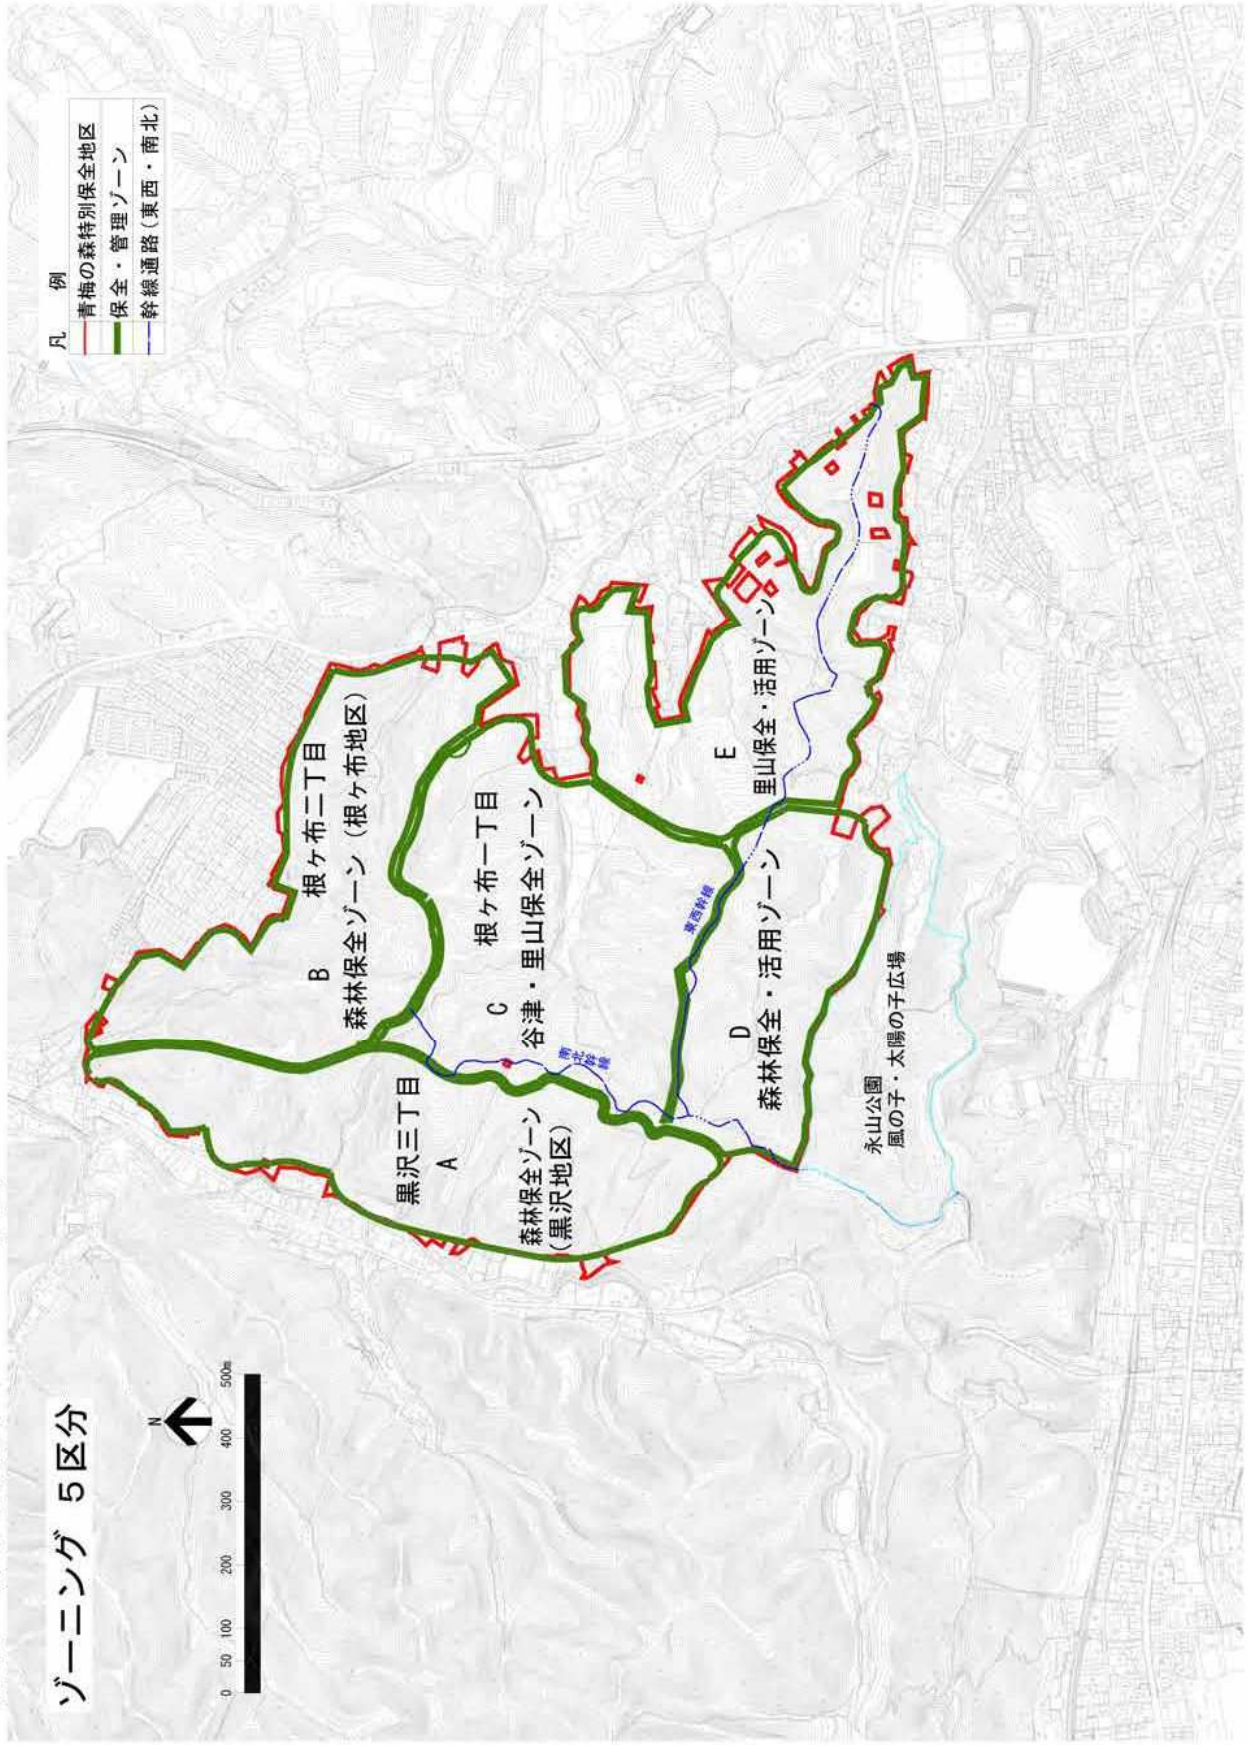 ゾーニング ５区分
N
0 50 100 200 300 400 500m
凡 例
青梅の森特別保全地区
保全・管理ゾーン
幹線通路（東西・南北）
黒沢三丁目
A
森林保全ゾーン
（黒沢地区）
根ヶ布二丁目
B
森林保全ゾーン（根ヶ布地区）
根ヶ布一丁目
C
谷津・里山保全ゾーン
南北幹線
東西幹線
D
森林保全・活用ゾーン
E
里山保全・活用ゾーン
永山公園
風の子・太陽の子広場